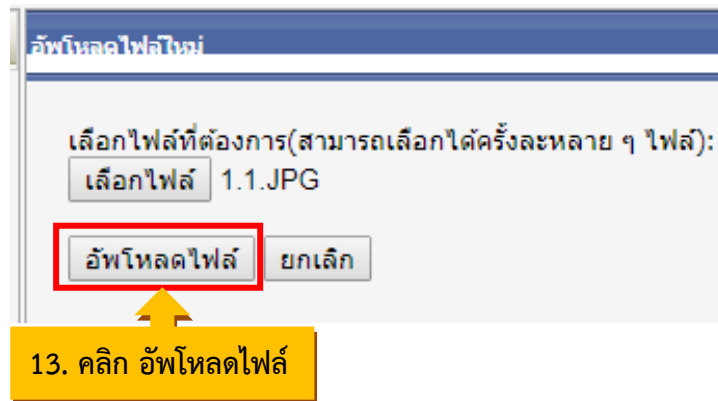 อัพโหลดไฟล์ใหม่
เลือกไฟล์ที่ต้องการ(สามารถเลือกได้ครั้งละหลาย ๆ ไฟล์):
เลือกไฟล์ 1.1.JPG
อัพโหลดไฟล์ ยกเลิก
13. คลิก อัพโหลดไฟล์